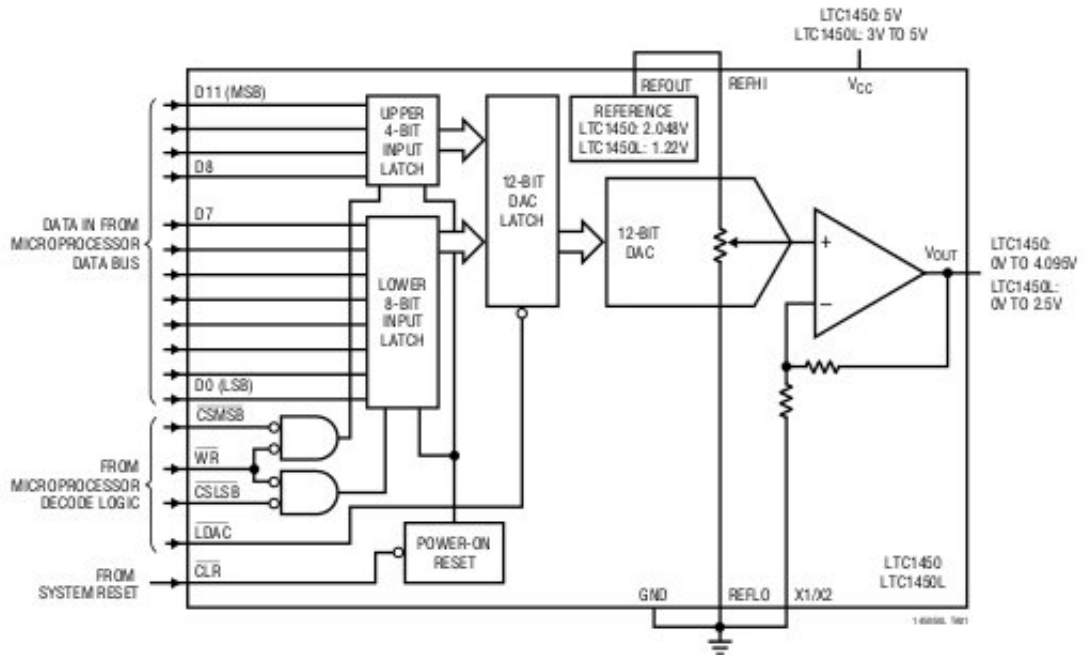 LTC1450: 5V
LTC1450L: 3V TO 5V
REFOUT
REFHI
VCC
D11 (MSB)
D8
D7
D0 (LSB)
UPPER
4-BIT
INPUT
LATCH
LOWER
8-BIT
INPUT
LATCH
12-BIT
DAC
LATCH
REFERENCE
LTC1450: 2.048V
LTC1450L: 1.22V
12-BIT
DAC
+
−
VOUT
LTC1450:
0V TO 4.095V
LTC1450L:
0V TO 2.5V
DATA IN FROM
MICROPROCESSOR
DATA BUS
CSMSB
WR
CSLSB
LDAC
FROM
MICROPROCESSOR
DECODE LOGIC
CLR
FROM
SYSTEM RESET
POWER-ON
RESET
LTC1450
LTC1450L
GND
REFLO
X1/X2